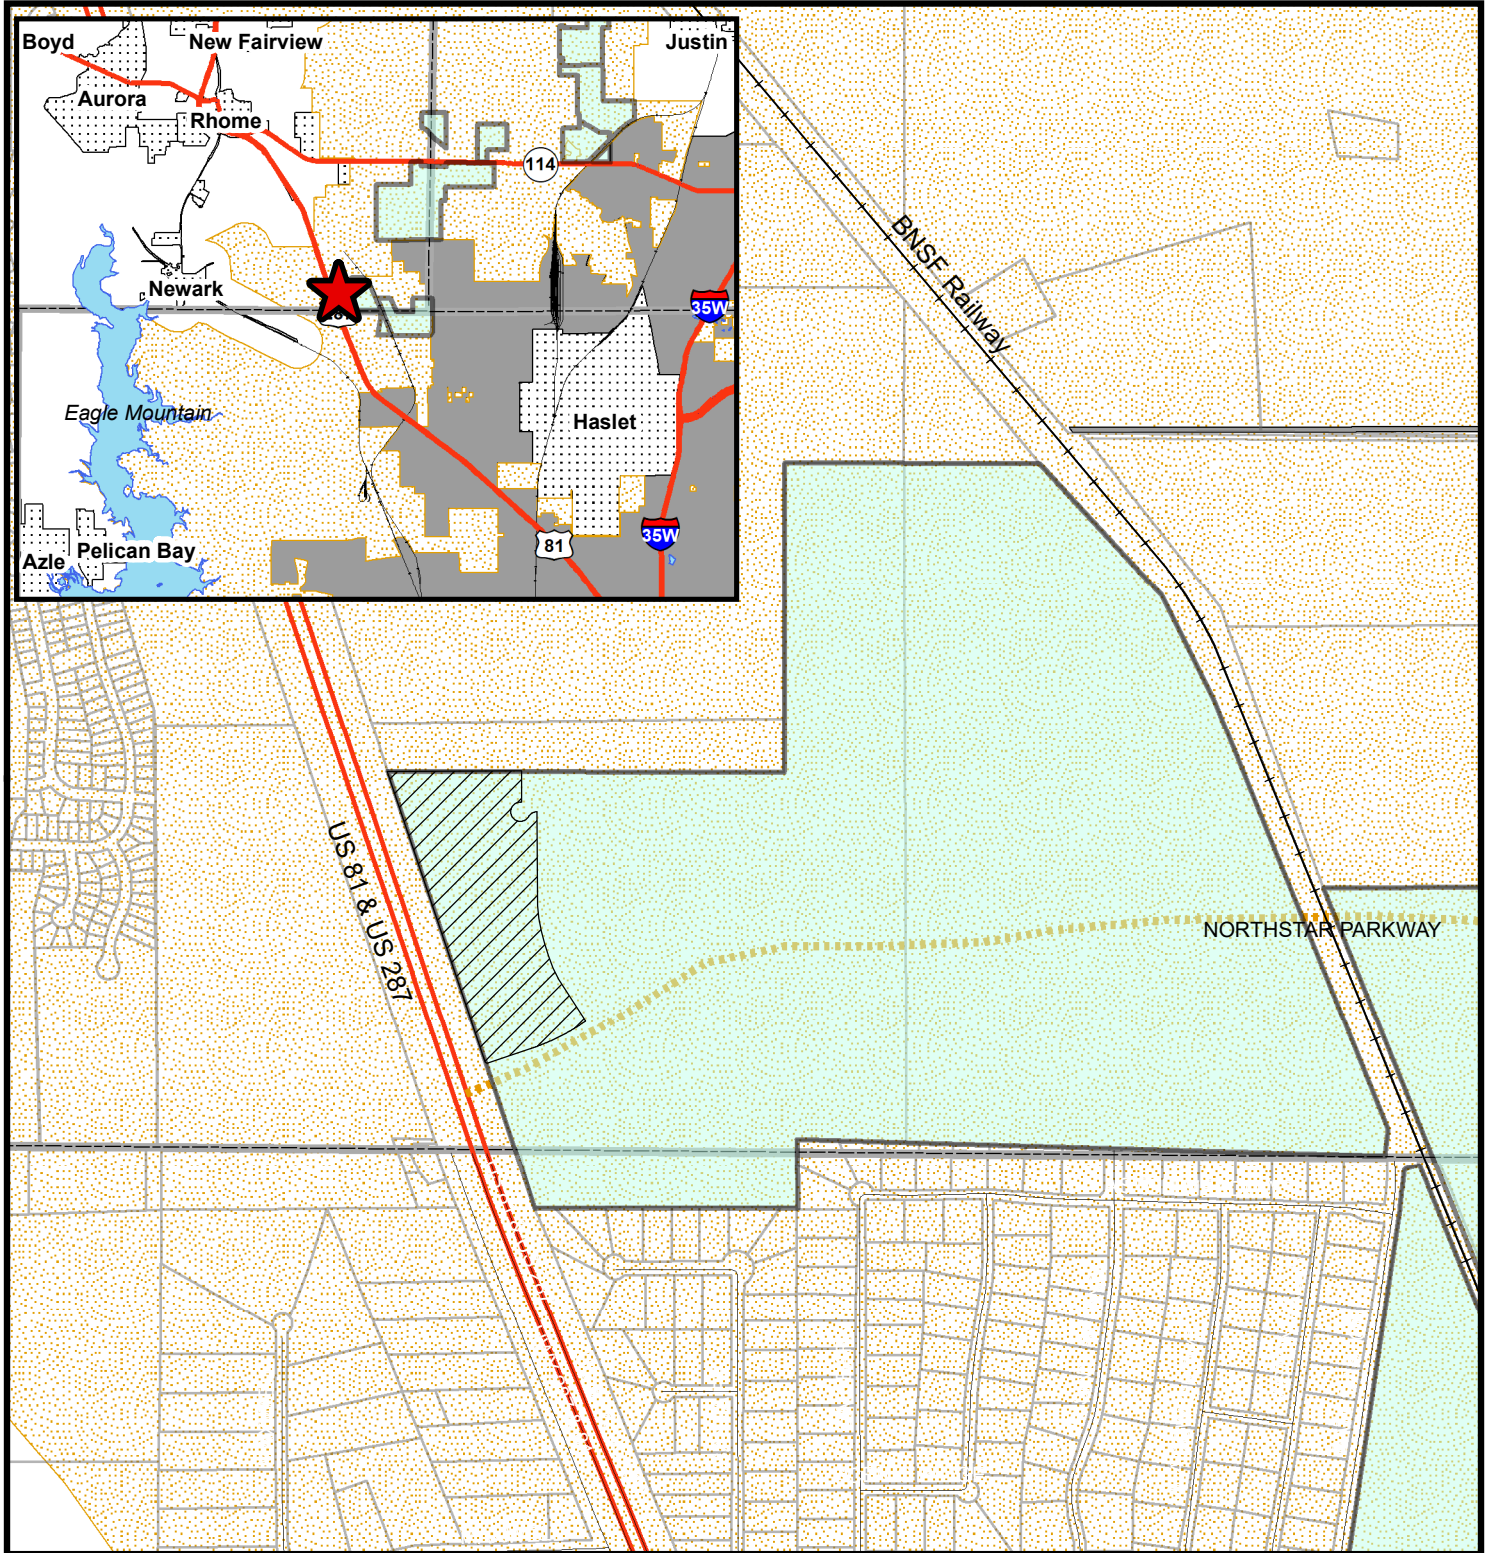 Boyd
New Fairview
Justin
Aurora
Rhome
114
Newark
35W
Eagle Mountain
Haslet
35W
81
Pelican Bay
Azle
BNSF Railway
US 81 & US 287
NORTHSTAR PARKWAY